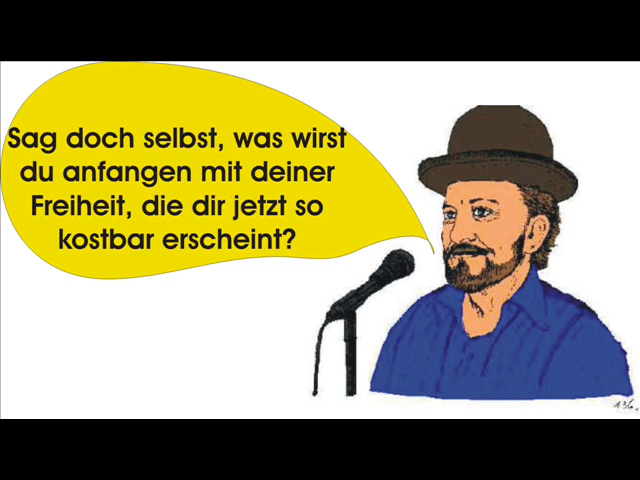 Sag doch selbst, was wirst
du anfangen mit deiner
Freiheit, die dir jetzt so
kostbar erscheint?